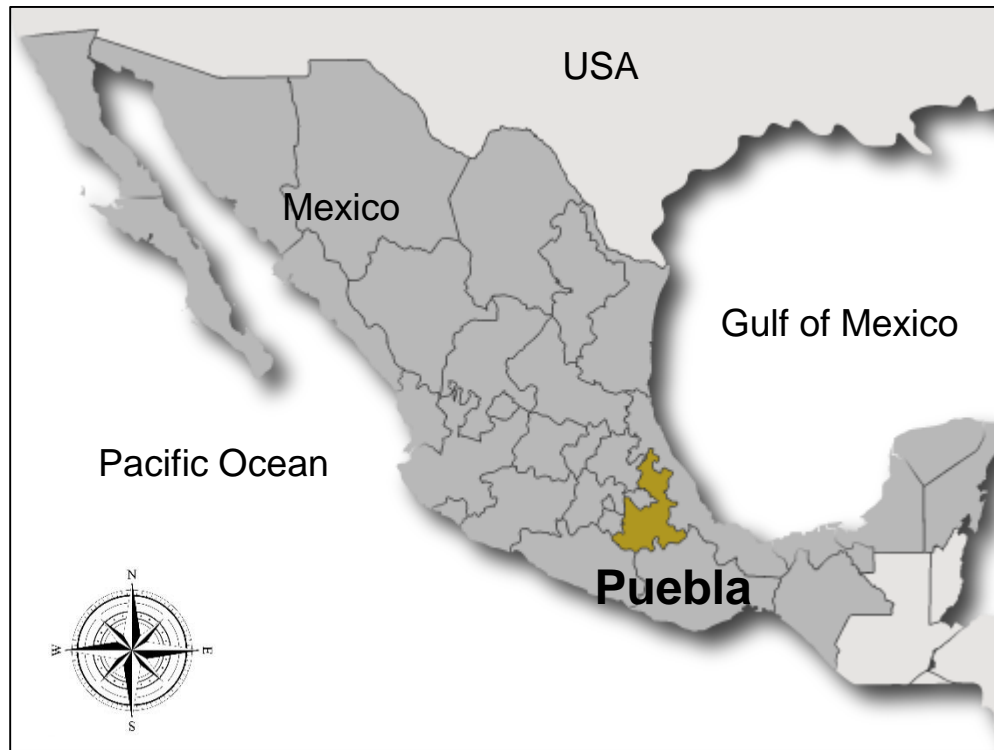 USA
Mexico
Gulf of Mexico
Pacific Ocean
Puebla
N
W
E
S